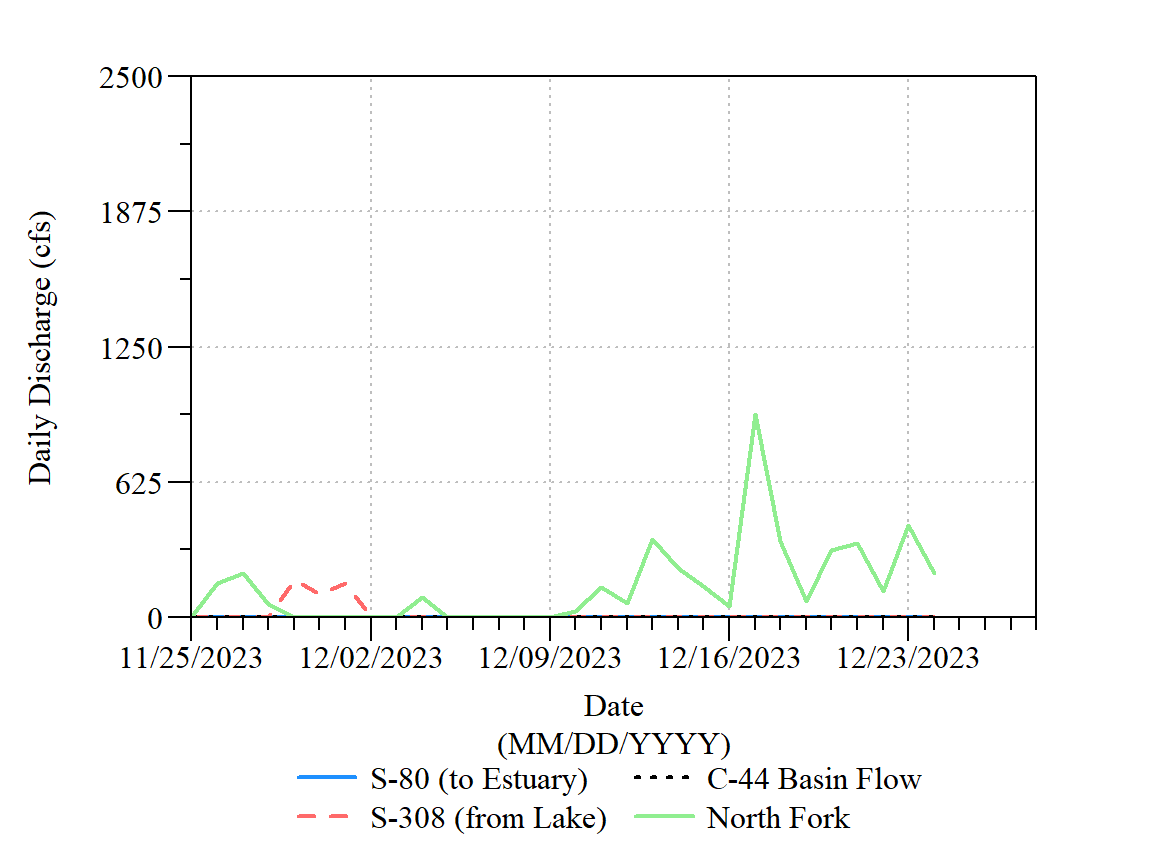 2500
1875
1250
625
0
Daily Discharge (cfs)
11/25/2023 12/02/2023 12/09/2023 12/16/2023 12/23/2023
Date
(MM/DD/YYYY)
S-80 (to Estuary) C-44 Basin Flow
S-308 (from Lake) North Fork